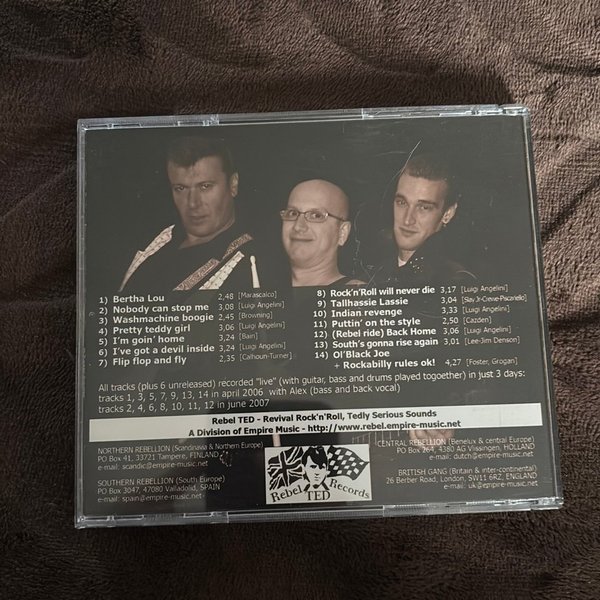 1) Bertha Lou 2,48 [Marascalco]
2) Nobody can stop me 3,08 [Luigi Angelini]
3) Washmachine boogie 2,45 [Browning]
4) Pretty teddy girl 3,06 [Luigi Angelini]
5) I'm goin' home 3,24 [Bain]
6) I've got a devil inside 3,24 [Luigi Angelini]
7) Flip flop and fly 2,35 [Calhoun-Turner]
8) Rock'n'Roll will never die 3,17 [Luigi Angelini]
9) Tallhassie Lassie 3,04 [Slay Jr-Crewe-Piscariello]
10) Indian revenge 3,33 [Luigi Angelini]
11) Puttin' on the style 2,50 [Cazden]
12) (Rebel ride) Back Home 3,06 [Luigi Angelini]
13) South's gonna rise again 3,01 [Lee-Jim Denson]
14) Ol'Black Joe
+ Rockabilly rules ok! 4,27 [Foster, Grogan]
All tracks (plus 6 unreleased) recorded "live" (with guitar, bass and drums played togoether) in just 3 days:
tracks 1, 3, 5, 7, 9, 13, 14 in april 2006 with Alex (bass and back vocal)
tracks 2, 4, 6, 8, 10, 11, 12 in june 2007
Rebel TED - Revival Rock'n'Roll, Tedly Serious Sounds
A Division of Empire Music - http://www.rebel.empire-music.net
NORTHERN REBELLION (Scandinavia & Northern Europe)
PO Box 41, 33721 Tampere, FINLAND
e-mail: scandic@empire-music.net
SOUTHERN REBELLION (South Europe)
PO Box 3047, 47080 Valladolid, SPAIN
e-mail: spain@empire-music.net
Rebel TED Records
CENTRAL REBELLION (Benelux & central Europe)
PO Box 264, 4380 AG Vlissingen, HOLLAND
e-mail: dutch@empire-music.net
BRITISH GANG (Britain & inter-continental)
26 Berber Road, London, SW11 6RZ, ENGLAND
e-mail: uk@empire-music.net